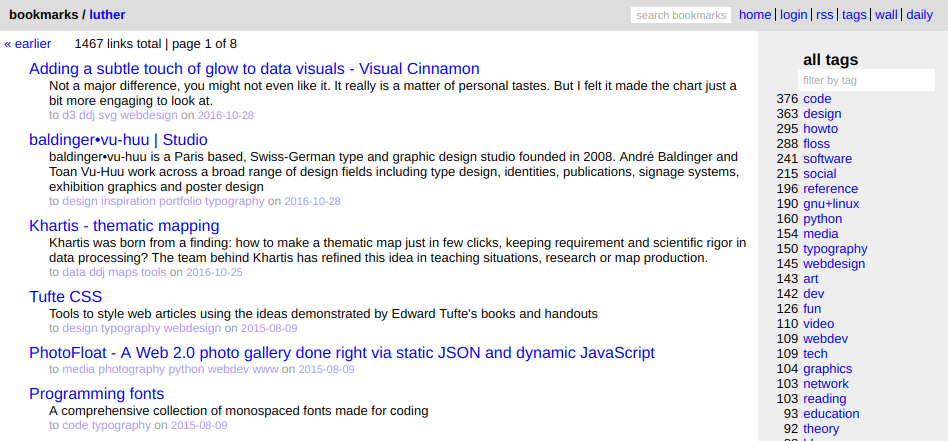 bookmarks / luther
search bookmarks
home | login | rss | tags | wall | daily
« earlier 1467 links total | page 1 of 8
Adding a subtle touch of glow to data visuals - Visual Cinnamon
Not a major difference, you might not even like it. It really is a matter of personal tastes. But I felt it made the chart just a
bit more engaging to look at.
to d3 ddj svg webdesign on 2016-10-28
baldinger•vu-huu | Studio
baldinger•vu-huu is a Paris based, Swiss-German type and graphic design studio founded in 2008. André Baldinger and
Toan Vu-Huu work across a broad range of design fields including type design, identities, publications, signage systems,
exhibition graphics and poster design
to design inspiration portfolio typography on 2016-10-28
Khartis - thematic mapping
Khartis was born from a finding: how to make a thematic map just in few clicks, keeping requirement and scientific rigor in
data processing? The team behind Khartis has refined this idea in teaching situations, research or map production.
to data ddj maps tools on 2016-10-25
Tufte CSS
Tools to style web articles using the ideas demonstrated by Edward Tufte's books and handouts
to design typography webdesign on 2015-08-09
PhotoFloat - A Web 2.0 photo gallery done right via static JSON and dynamic JavaScript
to media photography python webdev www on 2015-08-09
Programming fonts
A comprehensive collection of monospaced fonts made for coding
to code typography on 2015-08-09
all tags
filter by tag
376 code
363 design
295 howto
288 floss
241 software
215 social
196 reference
190 gnu+linux
160 python
154 media
150 typography
145 webdesign
143 art
142 dev
126 fun
110 video
109 webdev
109 tech
104 graphics
103 network
103 reading
93 education
92 theory